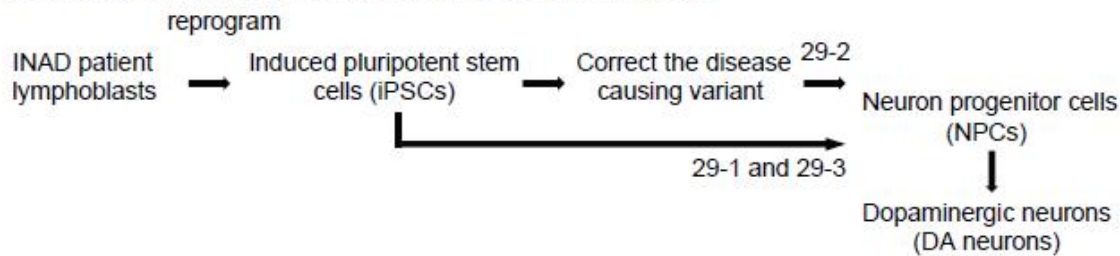 reprogram
INAD patient
lymphoblasts
Induced pluripotent stem
cells (iPSCs)
Correct the disease
causing variant
29-2
Neuron progenitor cells
(NPCs)
29-1 and 29-3
Dopaminergic neurons
(DA neurons)